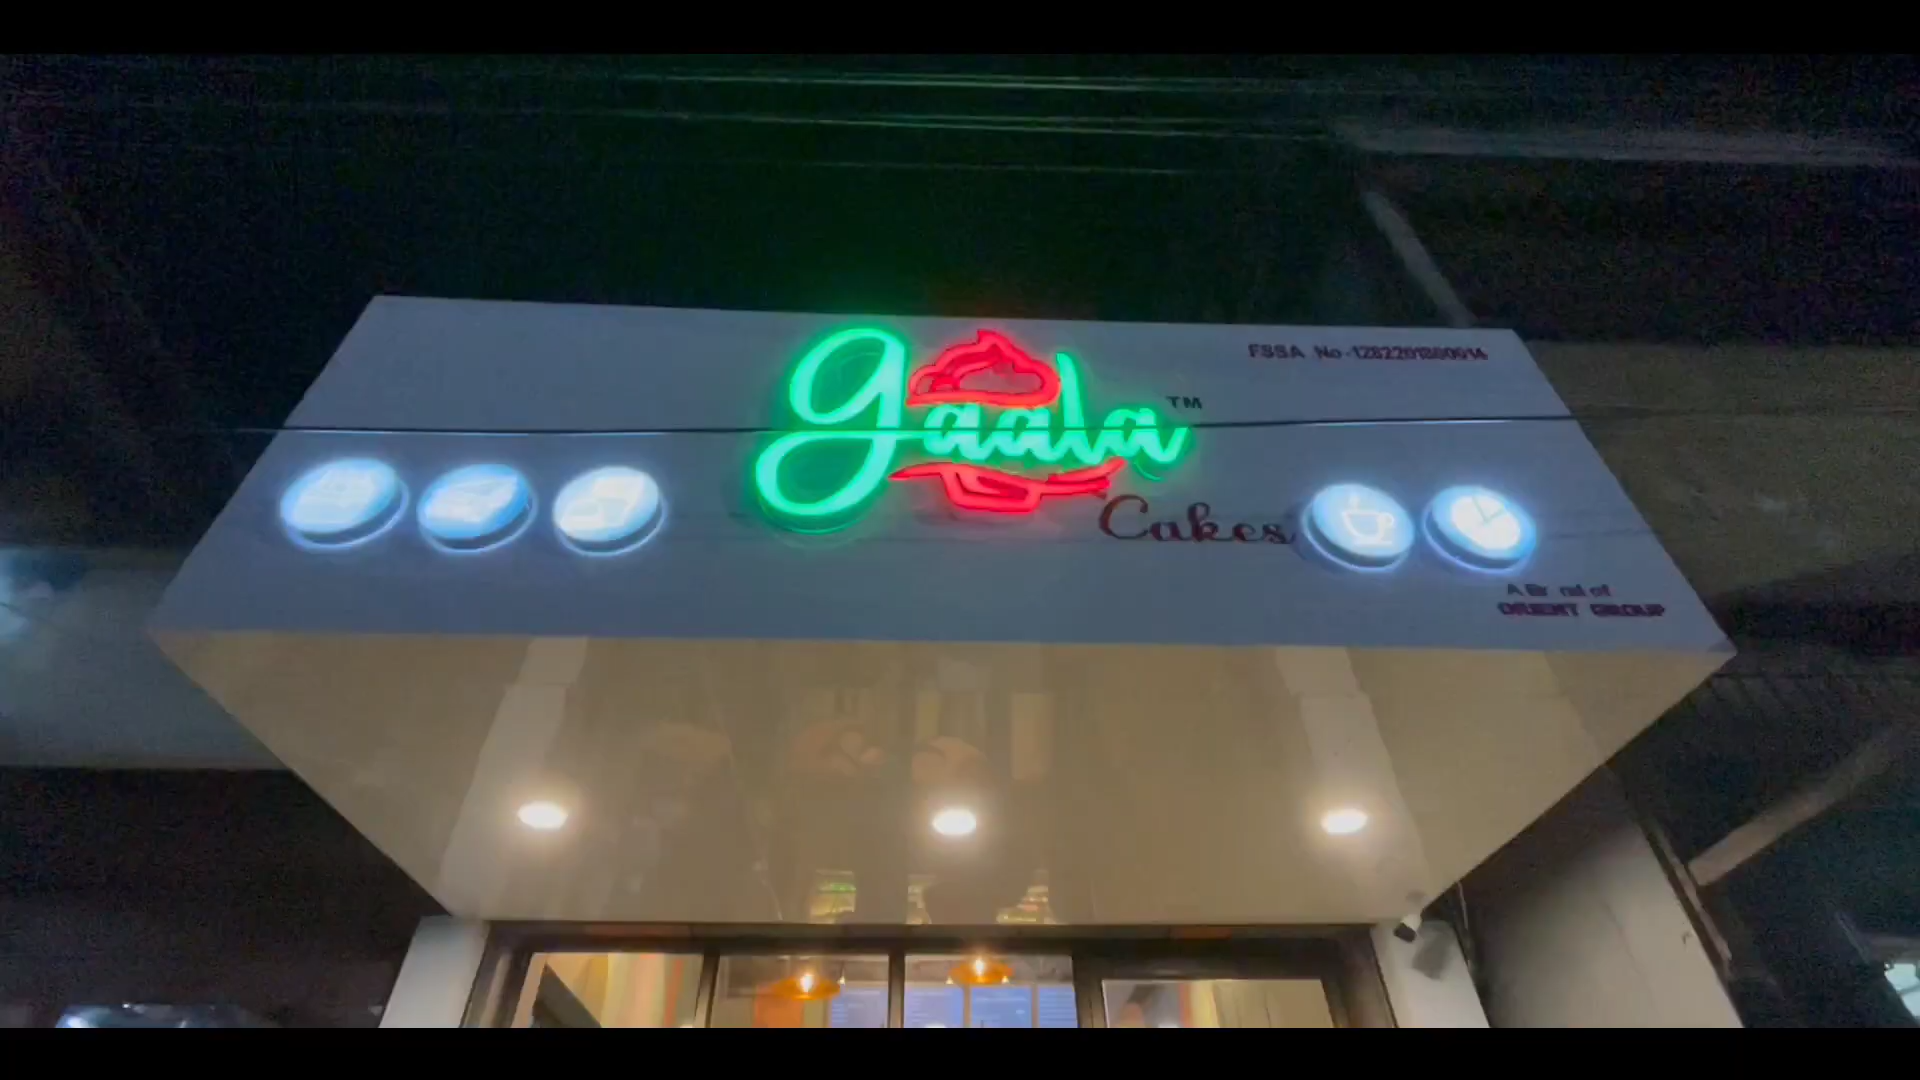 gaala™
Cakes
FSSA No
A Brand of
ORIENT GROUP